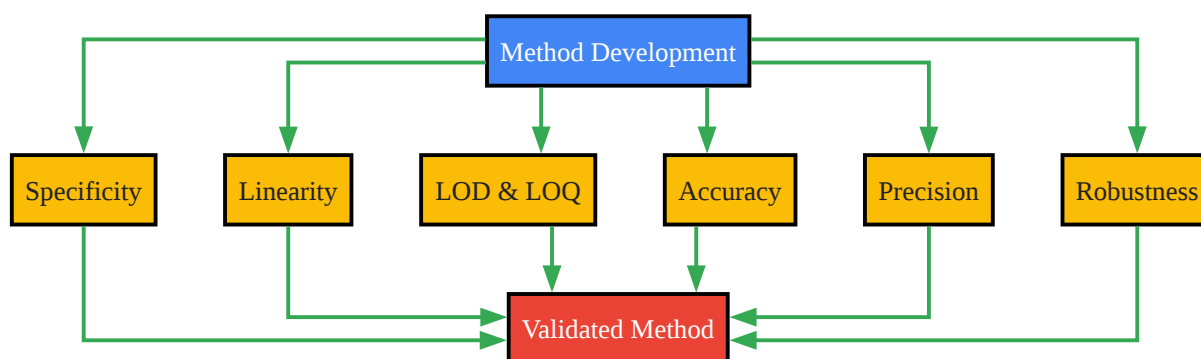 Method Development
Specificity
Linearity
LOD & LOQ
Accuracy
Precision
Robustness
Validated Method